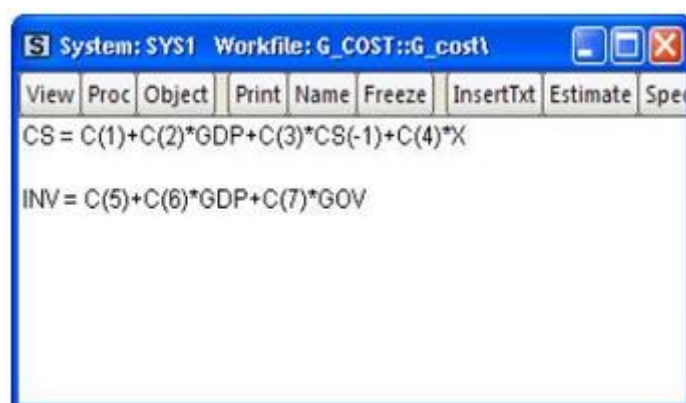 System: SYS1 Workfile: G_COST::G_cost\
View Proc Object Print Name Freeze InsertTxt Estimate Spec
CS = C(1)+C(2)*GDP+C(3)*CS(-1)+C(4)*X
INV = C(5)+C(6)*GDP+C(7)*GOV